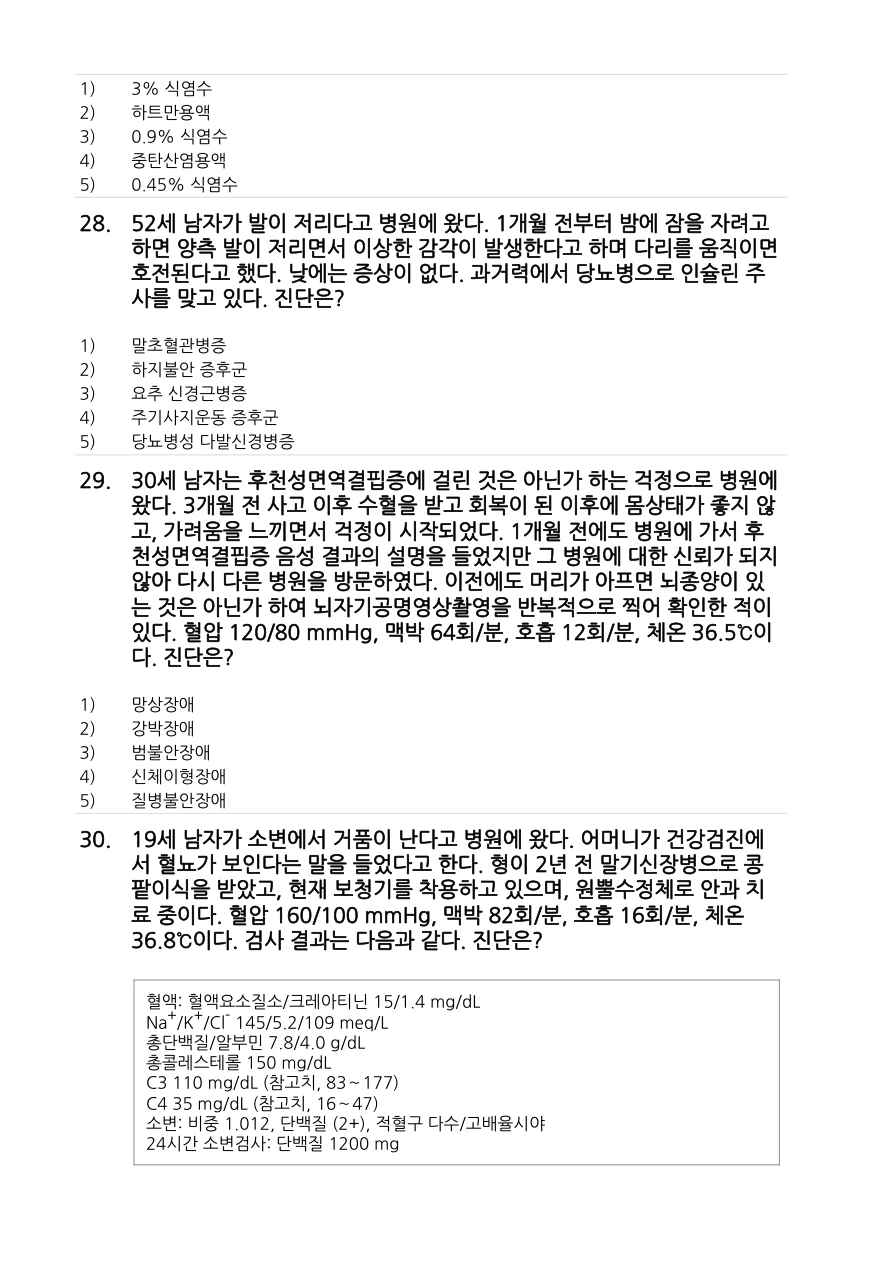 1) 3% 식염수
2) 하트만용액
3) 0.9% 식염수
4) 중탄산염용액
5) 0.45% 식염수
28. 52세 남자가 발이 저리다고 병원에 왔다. 1개월 전부터 밤에 잠을 자려고
하면 양측 발이 저리면서 이상한 감각이 발생한다고 하며 다리를 움직이면
호전된다고 했다. 낮에는 증상이 없다. 과거력에서 당뇨병으로 인슐린 주
사를 맞고 있다. 진단은?
1) 말초혈관병증
2) 하지불안 증후군
3) 요추 신경근병증
4) 주기사지운동 증후군
5) 당뇨병성 다발신경병증
29. 30세 남자는 후천성면역결핍증에 걸린 것은 아닌가 하는 걱정으로 병원에
왔다. 3개월 전 사고 이후 수혈을 받고 회복이 된 이후에 몸상태가 좋지 않
고, 가려움을 느끼면서 걱정이 시작되었다. 1개월 전에도 병원에 가서 후
천성면역결핍증 음성 결과의 설명을 들었지만 그 병원에 대한 신뢰가 되지
않아 다시 다른 병원을 방문하였다. 이전에도 머리가 아프면 뇌종양이 있
는 것은 아닌가 하여 뇌자기공명영상촬영을 반복적으로 찍어 확인한 적이
있다. 혈압 120/80 mmHg, 맥박 64회/분, 호흡 12회/분, 체온 36.5℃이
다. 진단은?
1) 망상장애
2) 강박장애
3) 범불안장애
4) 신체이형장애
5) 질병불안장애
30. 19세 남자가 소변에서 거품이 난다고 병원에 왔다. 어머니가 건강검진에
서 혈뇨가 보인다는 말을 들었다고 한다. 형이 2년 전 말기신장병으로 콩
팥이식을 받았고, 현재 보청기를 착용하고 있으며, 원뿔수정체로 안과 치
료 중이다. 혈압 160/100 mmHg, 맥박 82회/분, 호흡 16회/분, 체온
36.8℃이다. 검사 결과는 다음과 같다. 진단은?
혈액: 혈액요소질소/크레아티닌 15/1.4 mg/dL
Na⁺/K⁺/Cl⁻ 145/5.2/109 meq/L
총단백질/알부민 7.8/4.0 g/dL
총콜레스테롤 150 mg/dL
C3 110 mg/dL (참고치, 83~177)
C4 35 mg/dL (참고치, 16~47)
소변: 비중 1.012, 단백질 (2+), 적혈구 다수/고배율시야
24시간 소변검사: 단백질 1200 mg